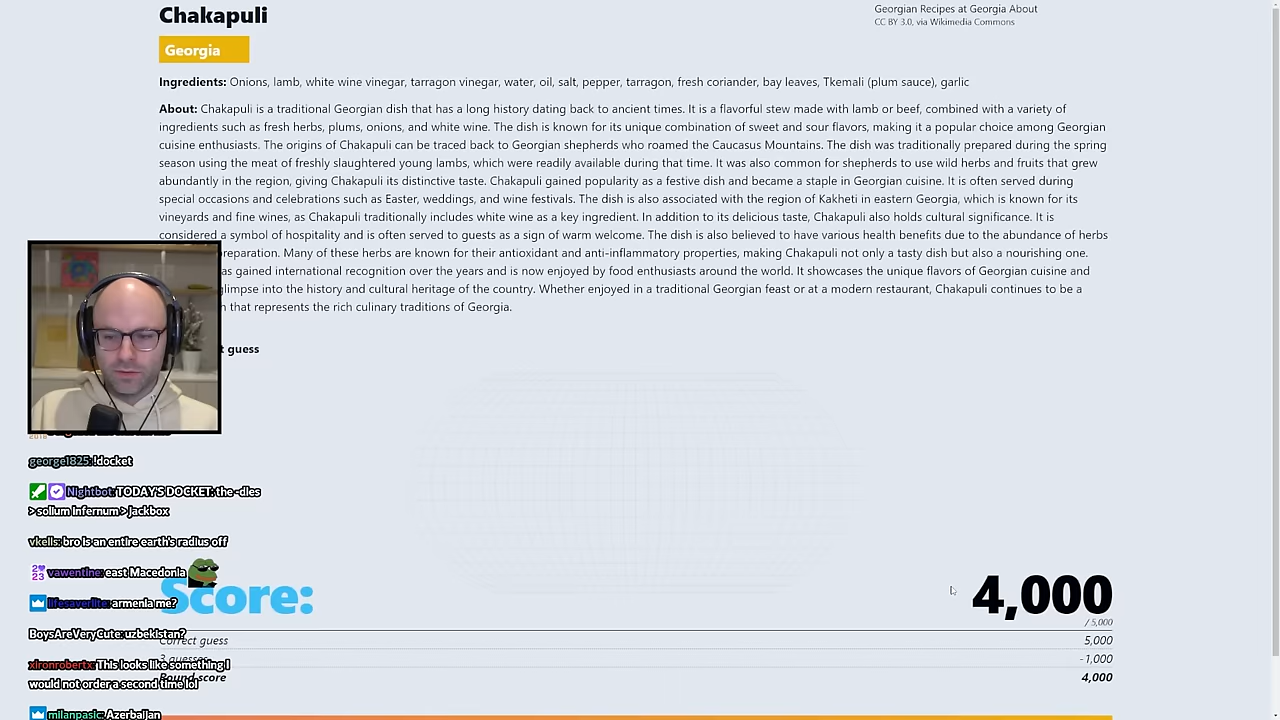 Chakapuli
Georgian Recipes at Georgia About
CC BY 3.0, via Wikimedia Commons
Georgia
Ingredients: Onions, lamb, white wine vinegar, tarragon vinegar, water, oil, salt, pepper, tarragon, fresh coriander, bay leaves, Tkemali (plum sauce), garlic
About: Chakapuli is a traditional Georgian dish that has a long history dating back to ancient times. It is a flavorful stew made with lamb or beef, combined with a variety of
ingredients such as fresh herbs, plums, onions, and white wine. The dish is known for its unique combination of sweet and sour flavors, making it a popular choice among Georgian
cuisine enthusiasts. The origins of Chakapuli can be traced back to Georgian shepherds who roamed the Caucasus Mountains. The dish was traditionally prepared during the spring
season using the meat of freshly slaughtered young lambs, which were readily available during that time. It was also common for shepherds to use wild herbs and fruits that grew
abundantly in the region, giving Chakapuli its distinctive taste. Chakapuli gained popularity as a festive dish and became a staple in Georgian cuisine. It is often served during
special occasions and celebrations such as Easter, weddings, and wine festivals. The dish is also associated with the region of Kakheti in eastern Georgia, which is known for its
vineyards and fine wines, as Chakapuli traditionally includes white wine as a key ingredient. In addition to its delicious taste, Chakapuli also holds cultural significance. It is
considered a symbol of hospitality and is often served to guests as a sign of warm welcome. The dish is also believed to have various health benefits due to the abundance of herbs
reparation. Many of these herbs are known for their antioxidant and anti-inflammatory properties, making Chakapuli not only a tasty dish but also a nourishing one.
as gained international recognition over the years and is now enjoyed by food enthusiasts around the world. It showcases the unique flavors of Georgian cuisine and
glimpse into the history and cultural heritage of the country. Whether enjoyed in a traditional Georgian feast or at a modern restaurant, Chakapuli continues to be a
that represents the rich culinary traditions of Georgia.
t guess
george1825: !docket
Nightbot: TODAY'S DOCKET: the -dles
> solium infernum > jackbox
vkells: bro is an entire earth's radius off
vawentine: east Macedonia
lifesaverlite: armenia me?
BoysAreVeryCute: uzbekistan?
xironrobertx: This looks like something I
would not order a second time lol
milanpasic: Azerbaijan
Score:
4,000
/ 5,000
Correct guess
5,000
3 guesses
-1,000
Round score
4,000